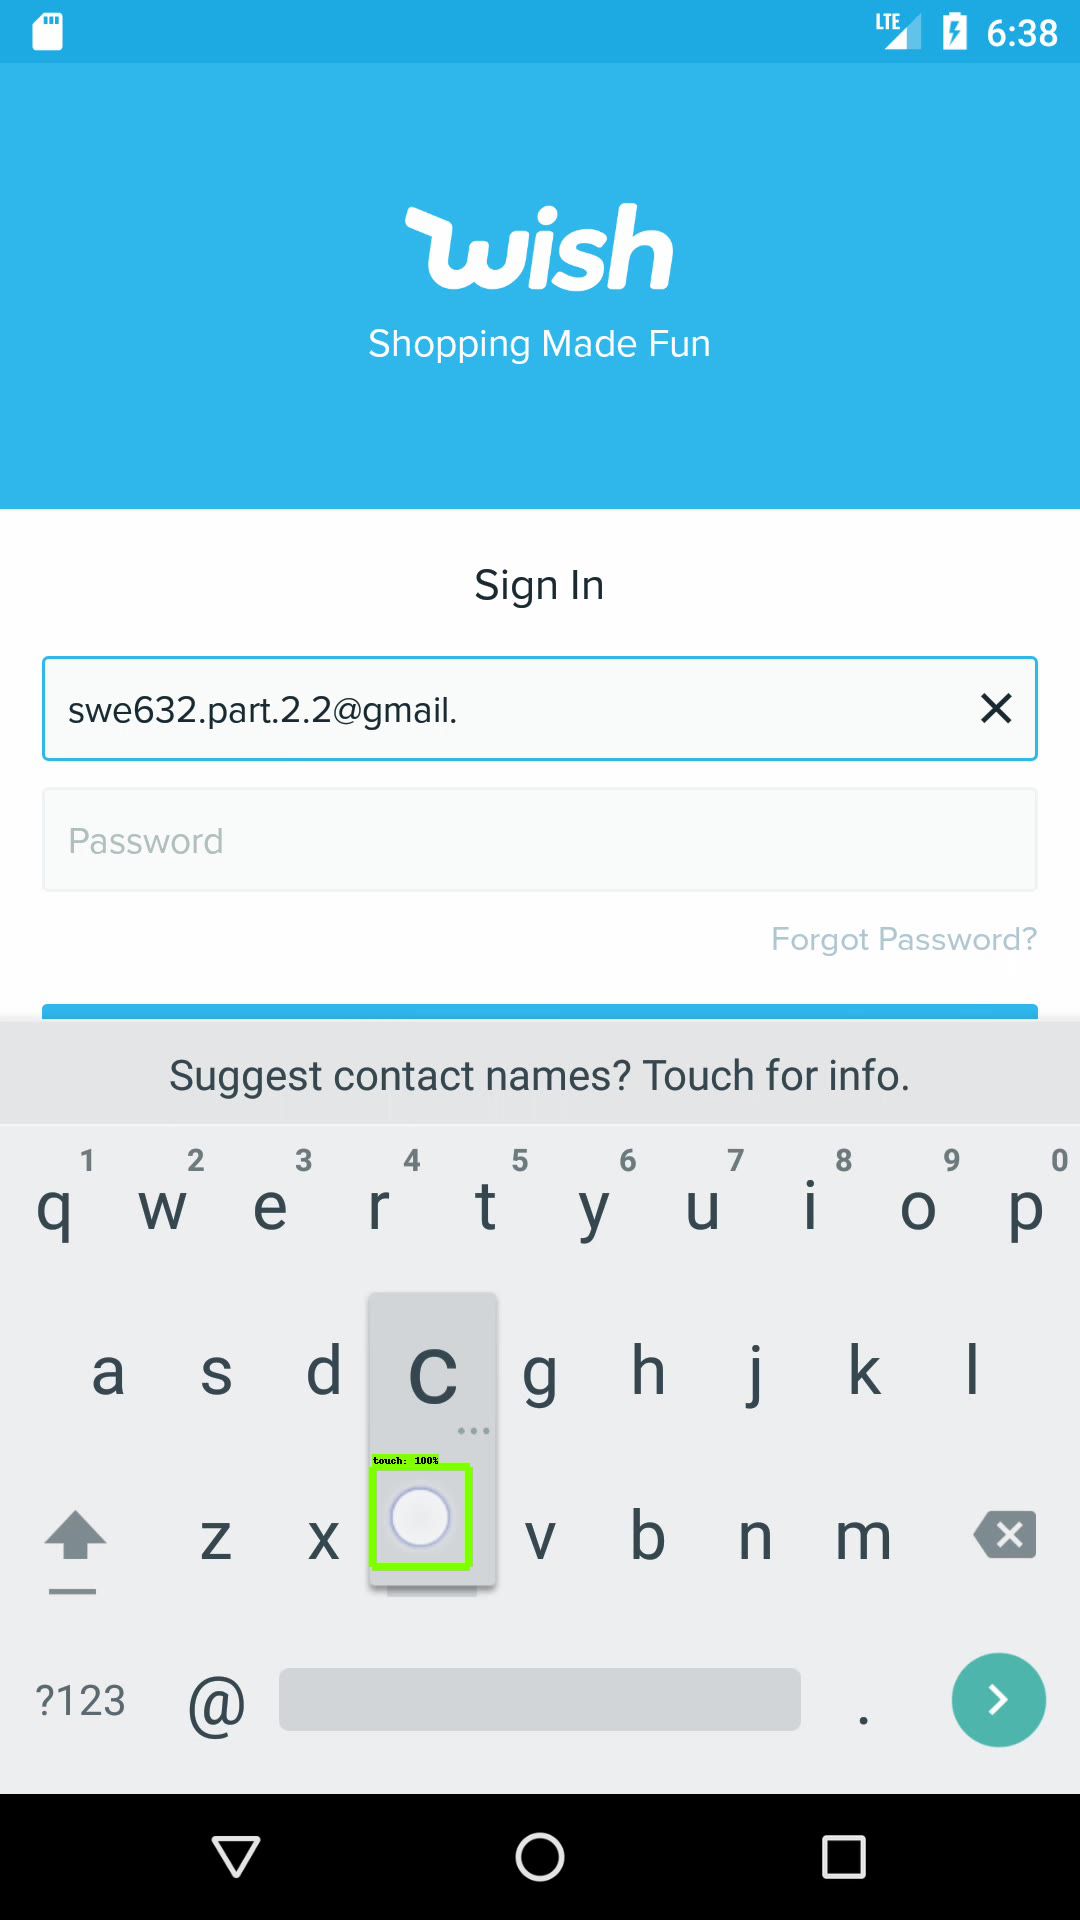 LTE 6:38
wish
Shopping Made Fun
Sign In
swe632.part.2.2@gmail.
Password
Forgot Password?
Suggest contact names? Touch for info.
1 2 3 4 5 6 7 8 9 0
q w e r t y u i o p
a s d c g h j k l
...
touch: 100%
z x v b n m
?123 @ .